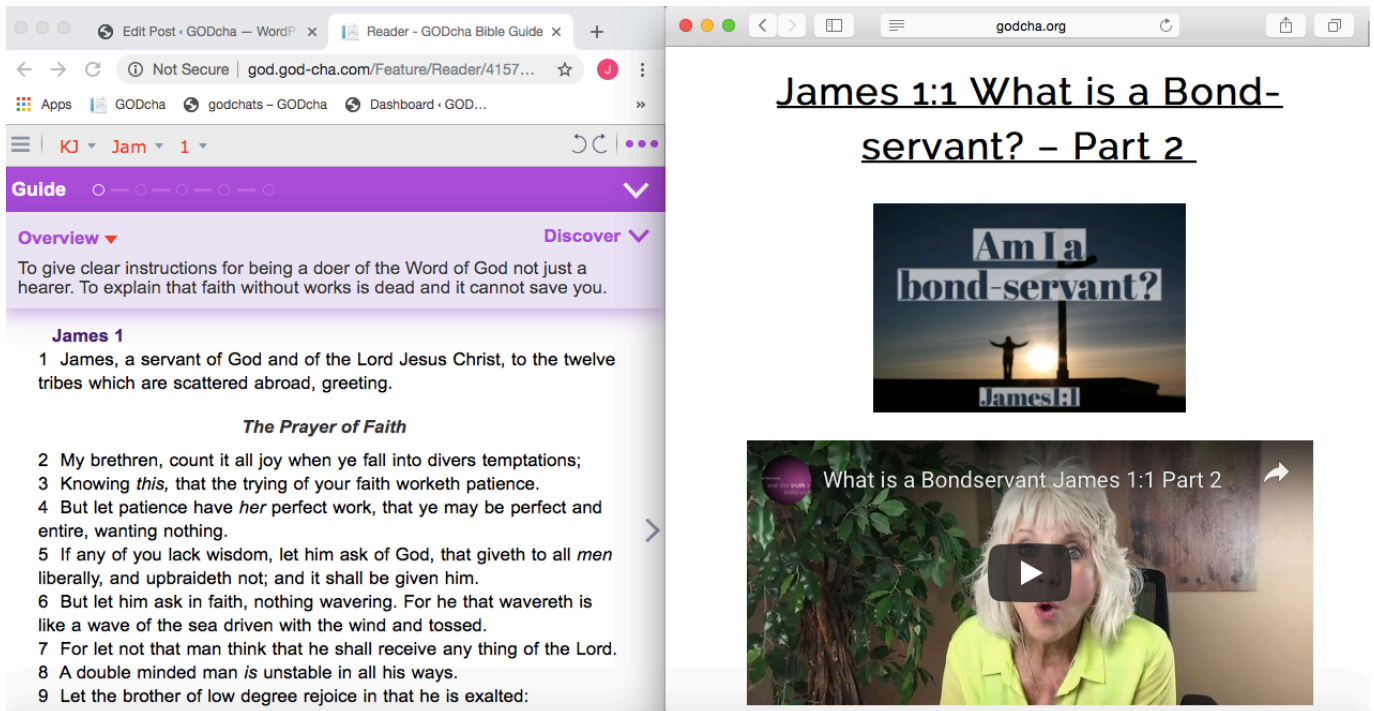 Edit Post ‹ GODcha — WordP
Reader - GODcha Bible Guide
Not Secure | god.god-cha.com/Feature/Reader/4157...
J
Apps
GODcha
godchats – GODcha
Dashboard ‹ GOD...
»
KJ
Jam
1
Guide
Overview
Discover
To give clear instructions for being a doer of the Word of God not just a
hearer. To explain that faith without works is dead and it cannot save you.
James 1
1 James, a servant of God and of the Lord Jesus Christ, to the twelve
tribes which are scattered abroad, greeting.
The Prayer of Faith
2 My brethren, count it all joy when ye fall into divers temptations;
3 Knowing this, that the trying of your faith worketh patience.
4 But let patience have her perfect work, that ye may be perfect and
entire, wanting nothing.
5 If any of you lack wisdom, let him ask of God, that giveth to all men
liberally, and upbraideth not; and it shall be given him.
6 But let him ask in faith, nothing wavering. For he that wavereth is
like a wave of the sea driven with the wind and tossed.
7 For let not that man think that he shall receive any thing of the Lord.
8 A double minded man is unstable in all his ways.
9 Let the brother of low degree rejoice in that he is exalted:
godcha.org
James 1:1 What is a Bond-
servant? – Part 2
Am I a
bond-servant?
James1:1
and the truth
What is a Bondservant James 1:1 Part 2